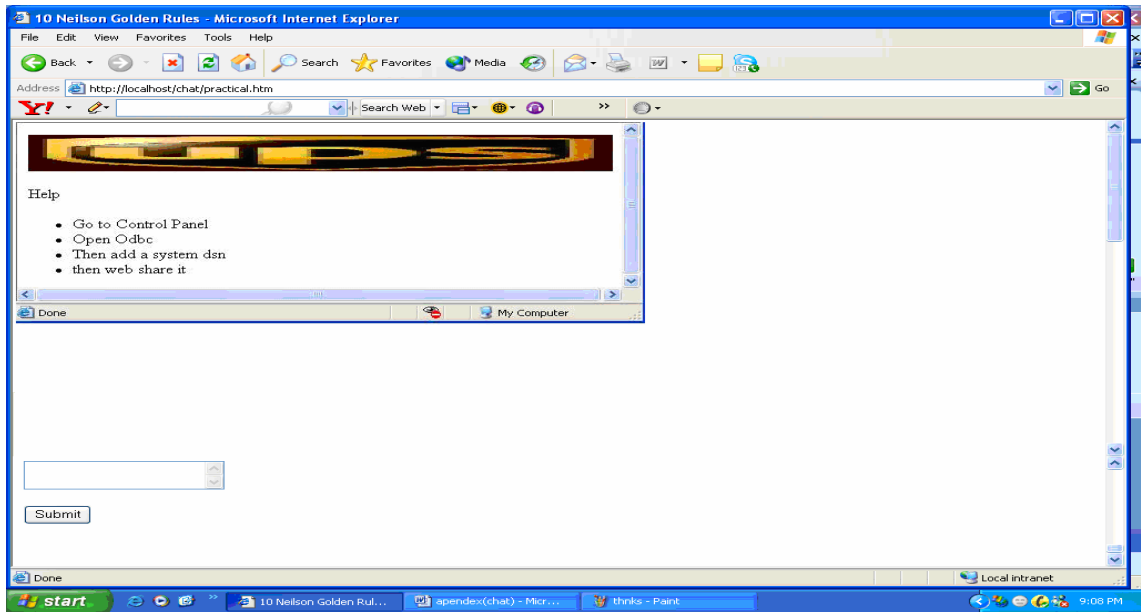 10 Neilson Golden Rules - Microsoft Internet Explorer
File Edit View Favorites Tools Help
Back Search Favorites Media
Address http://localhost/chat/practical.htm Go
Y! Search Web »
ups
Help
Go to Control Panel
Open Odbc
Then add a system dsn
then web share it
Done My Computer
Submit
Done Local intranet
start » 10 Neilson Golden Rul... apendex(chat) - Micr... thnks - Paint 9:08 PM